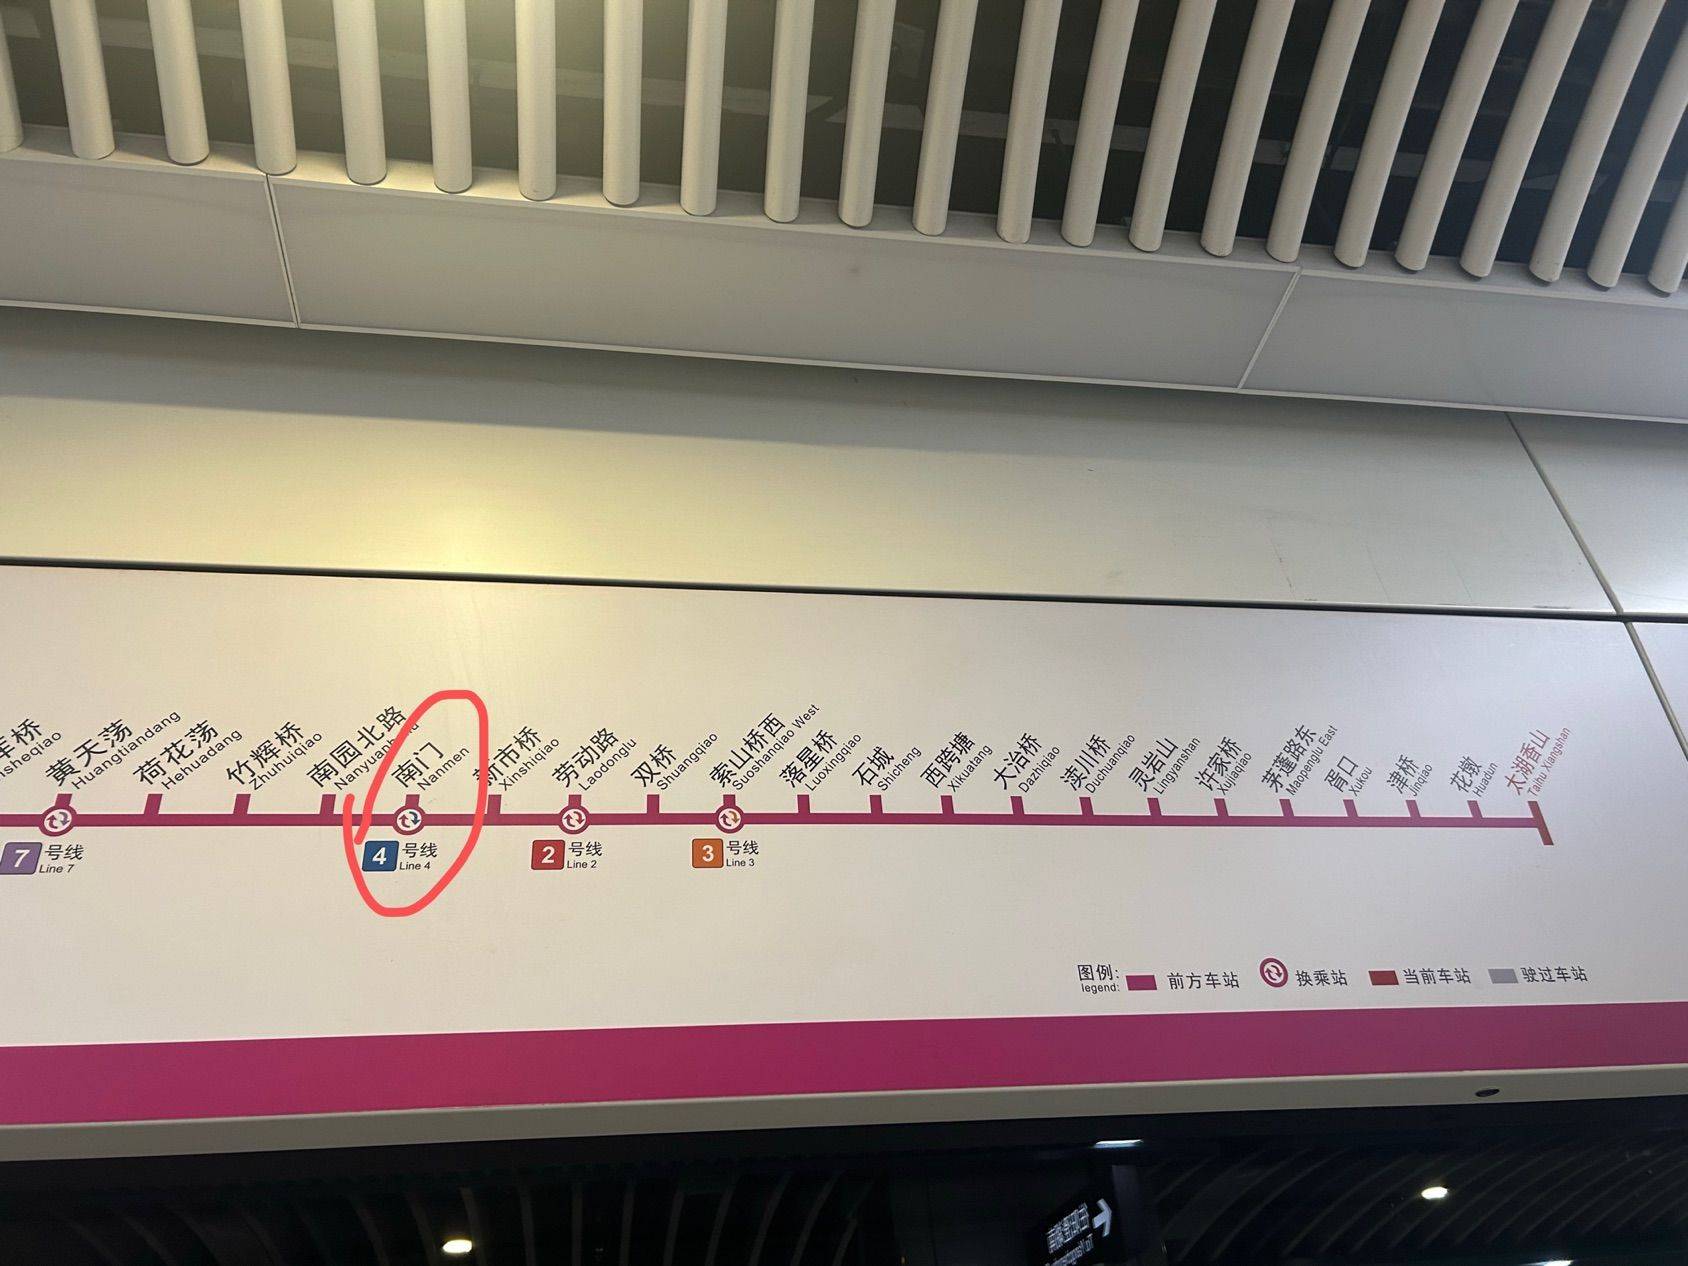 库桥
黄天荡
Huangtiandang
荷花荡
Hehuadang
竹辉桥
Zhuhuiqiao
南园北路
南门
Nanmen
新市桥
Xinshiqiao
劳动路
Laodonglu
双桥
Shuangqiao
索山桥西
Suoshanqiao West
落星桥
Luoxingqiao
石城
Shicheng
西跨塘
Xikuatang
大冶桥
Dazhiqiao
渎川桥
Duchuanqiao
灵岩山
Lingyanshan
许家桥
Xujiaqiao
茅蓬路东
Maopenglu East
胥口
Xukou
津桥
Jinqiao
花墩
Huadun
太湖香山
Taihu Xiangshan
7 号线
Line 7
4 号线
Line 4
2 号线
Line 2
3 号线
Line 3
图例:
legend:
前方车站
换乘站
当前车站
驶过车站